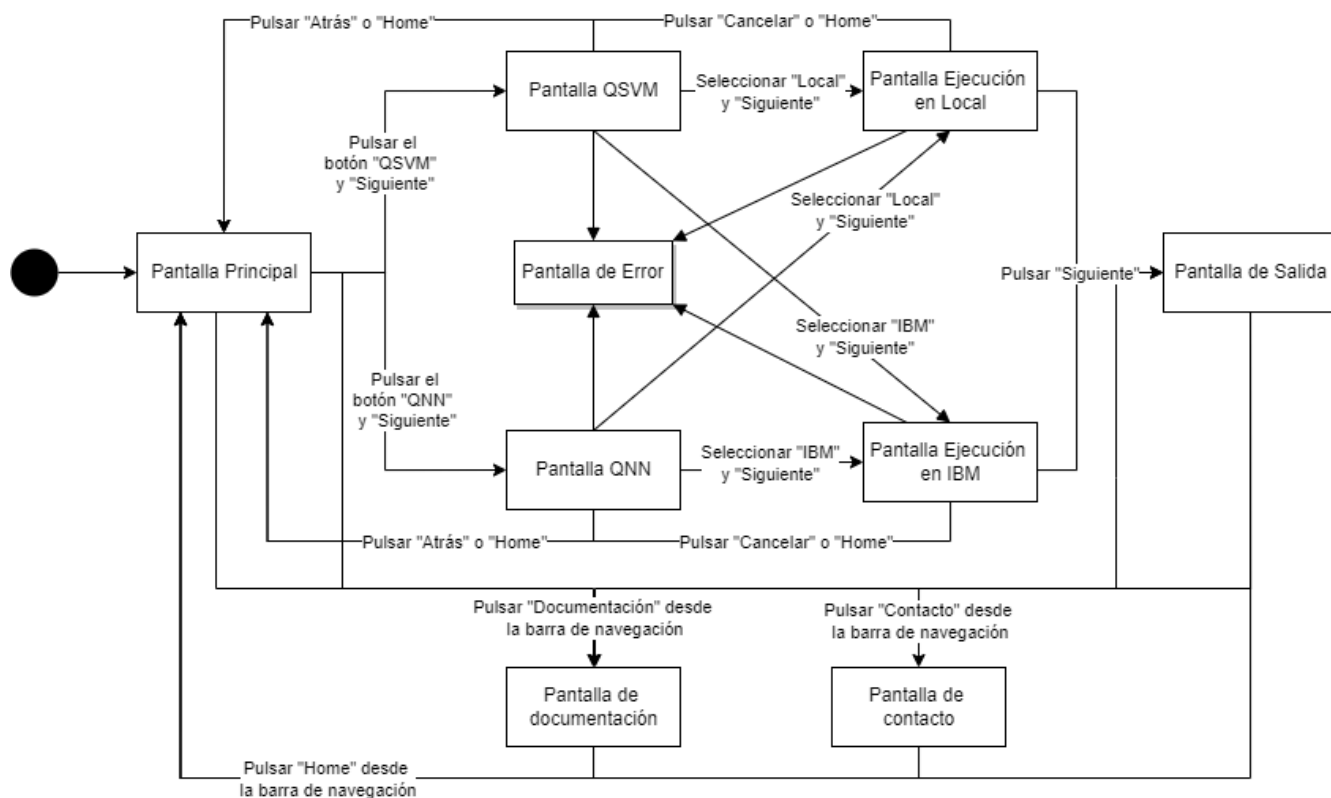 Pulsar "Atrás" o "Home"
Pulsar "Cancelar" o "Home"
Pantalla QSVM
Seleccionar "Local"
y "Siguiente"
Pantalla Ejecución
en Local
Pulsar el
botón "QSVM"
y "Siguiente"
Seleccionar "Local"
y "Siguiente"
Pantalla Principal
Pantalla de Error
Pulsar "Siguiente"
Pantalla de Salida
Seleccionar "IBM"
y "Siguiente"
Pulsar el
botón "QNN"
y "Siguiente"
Pantalla QNN
Seleccionar "IBM"
y "Siguiente"
Pantalla Ejecución
en IBM
Pulsar "Atrás" o "Home"
Pulsar "Cancelar" o "Home"
Pulsar "Documentación" desde
la barra de navegación
Pulsar "Contacto" desde
la barra de navegación
Pantalla de
documentación
Pantalla de
contacto
Pulsar "Home" desde
la barra de navegación